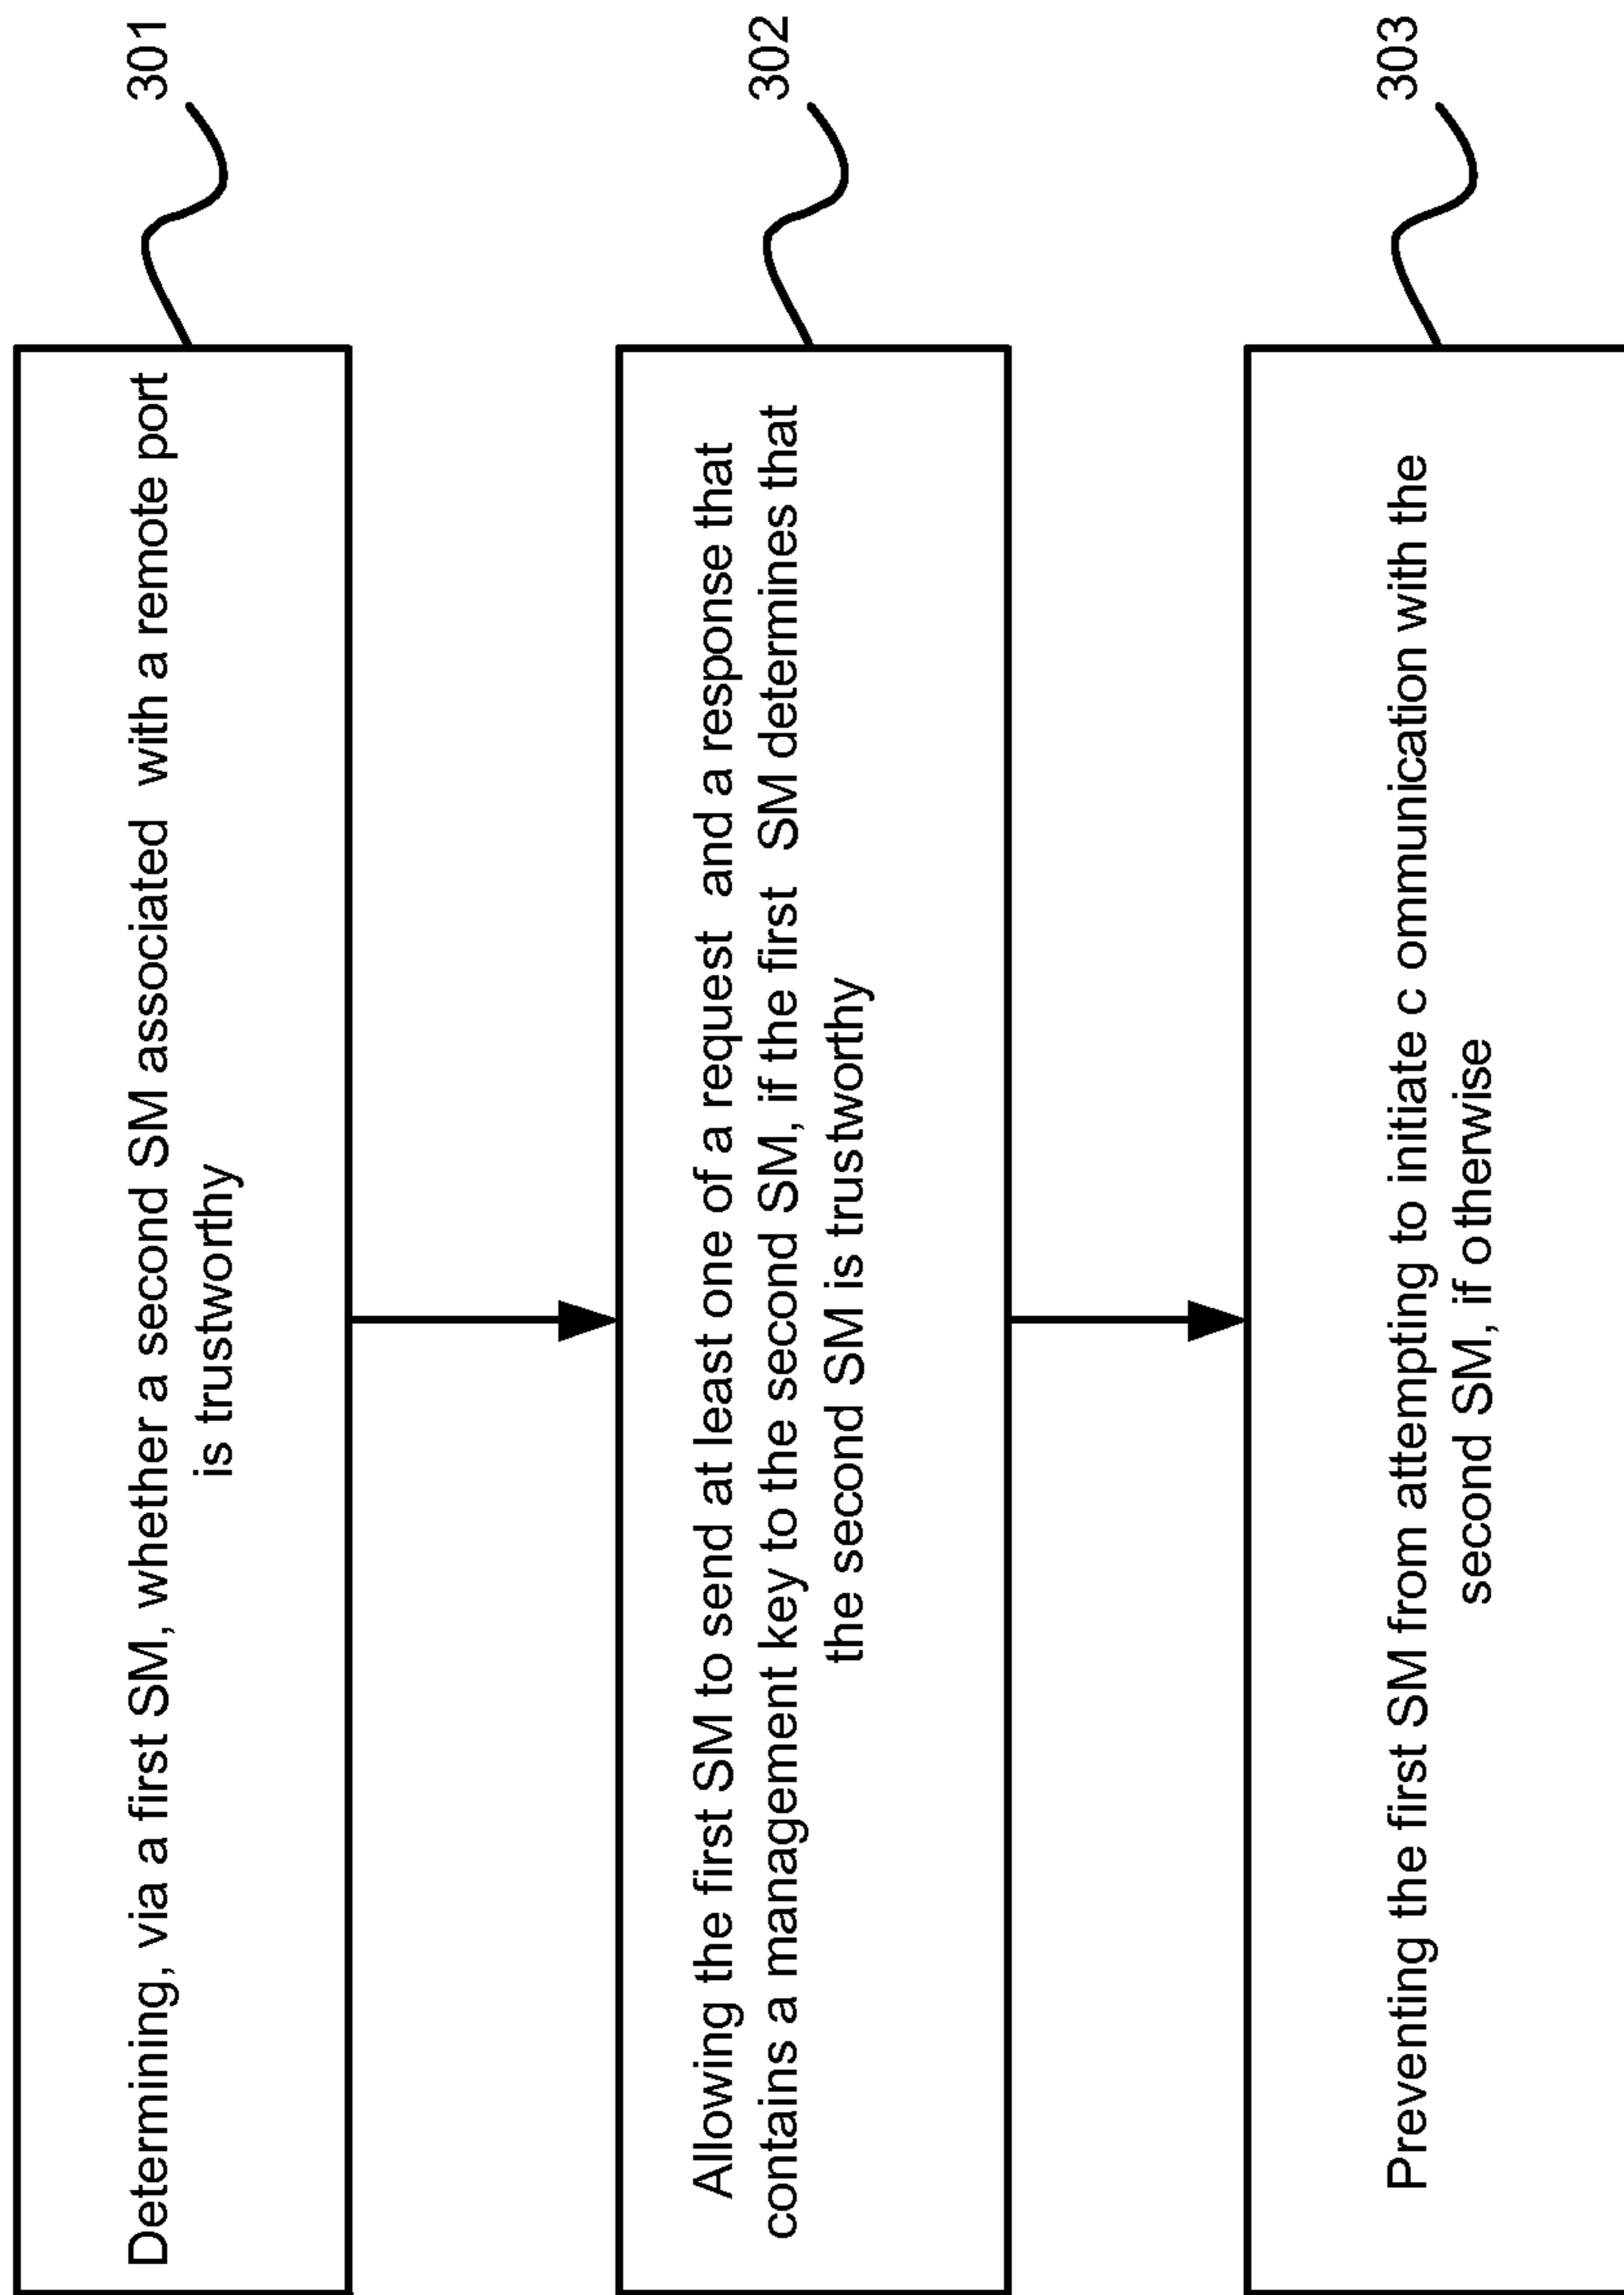 Determining, via a first SM, whether a second SM associated with a remote port
is trustworthy
301
Allowing the first SM to send at least one of a request and a response that
contains a management key to the second SM, if the first SM determines that
the second SM is trustworthy
302
Preventing the first SM from attempting to initiate c ommunication with the
second SM, if o therwise
303